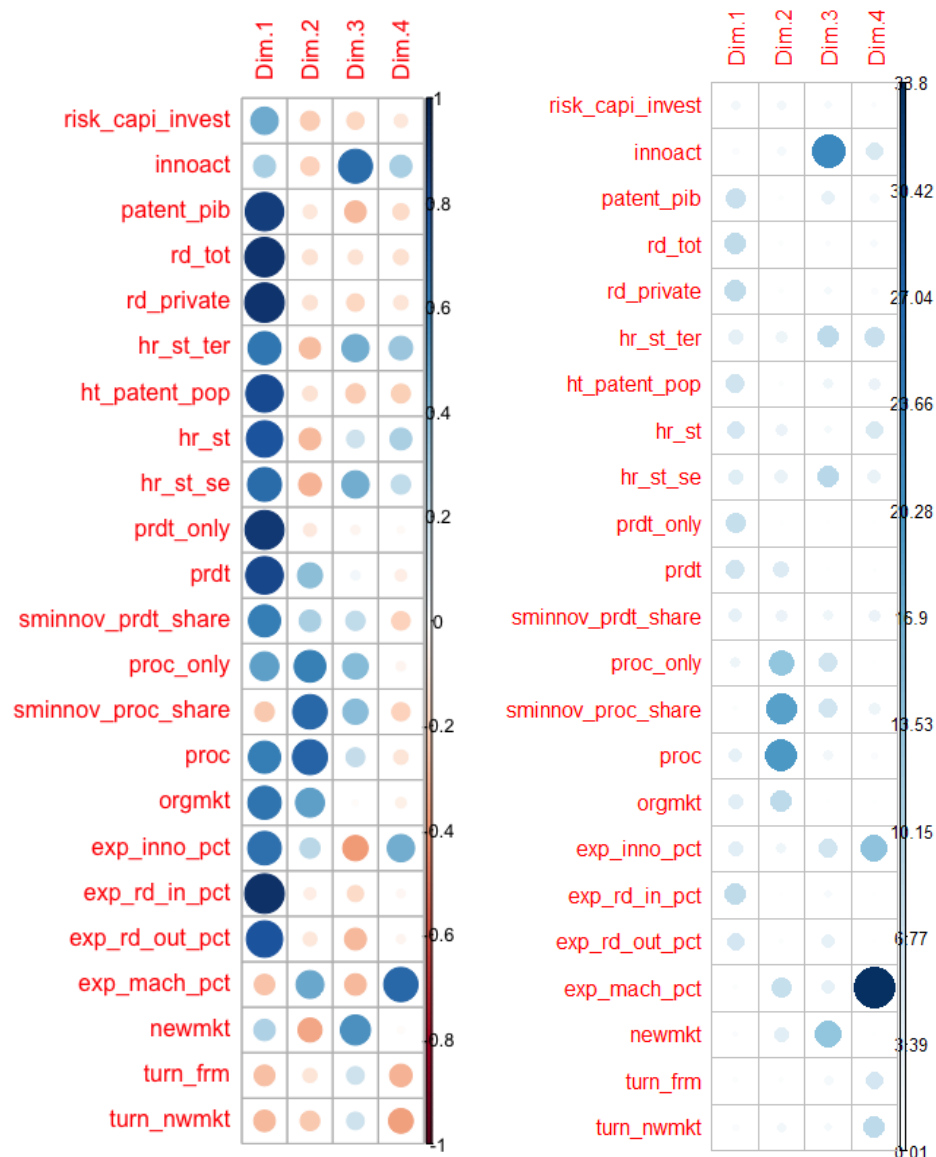 Dim.1 Dim.2 Dim.3 Dim.4
1
risk_capi_invest
innoact
0.8
patent_pib
rd_tot
rd_private
0.6
hr_st_ter
ht_patent_pop
0.4
hr_st
hr_st_se
0.2
prdt_only
prdt
sminnov_prdt_share
0
proc_only
sminnov_proc_share
-0.2
proc
orgmkt
-0.4
exp_inno_pct
exp_rd_in_pct
-0.6
exp_rd_out_pct
exp_mach_pct
newmkt
-0.8
turn_frm
turn_nwmkt
-1
Dim.1 Dim.2 Dim.3 Dim.4
33.8
risk_capi_invest
innoact
30.42
patent_pib
rd_tot
rd_private
27.04
hr_st_ter
ht_patent_pop
23.66
hr_st
hr_st_se
20.28
prdt_only
prdt
sminnov_prdt_share
16.9
proc_only
sminnov_proc_share
13.53
proc
orgmkt
10.15
exp_inno_pct
exp_rd_in_pct
exp_rd_out_pct
6.77
exp_mach_pct
newmkt
3.39
turn_frm
turn_nwmkt
0.01